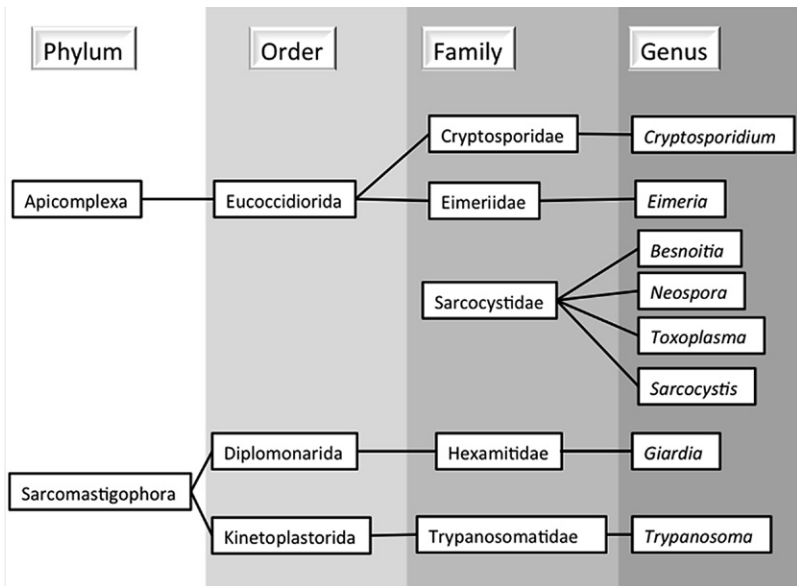 Phylum
Order
Family
Genus
Cryptosporidae
Cryptosporidium
Apicomplexa
Eucoccidiorida
Eimeriidae
Eimeria
Besnoitia
Sarcocystidae
Neospora
Toxoplasma
Sarcocystis
Diplomonarida
Hexamitidae
Giardia
Sarcomastigophora
Kinetoplastorida
Trypanosomatidae
Trypanosoma